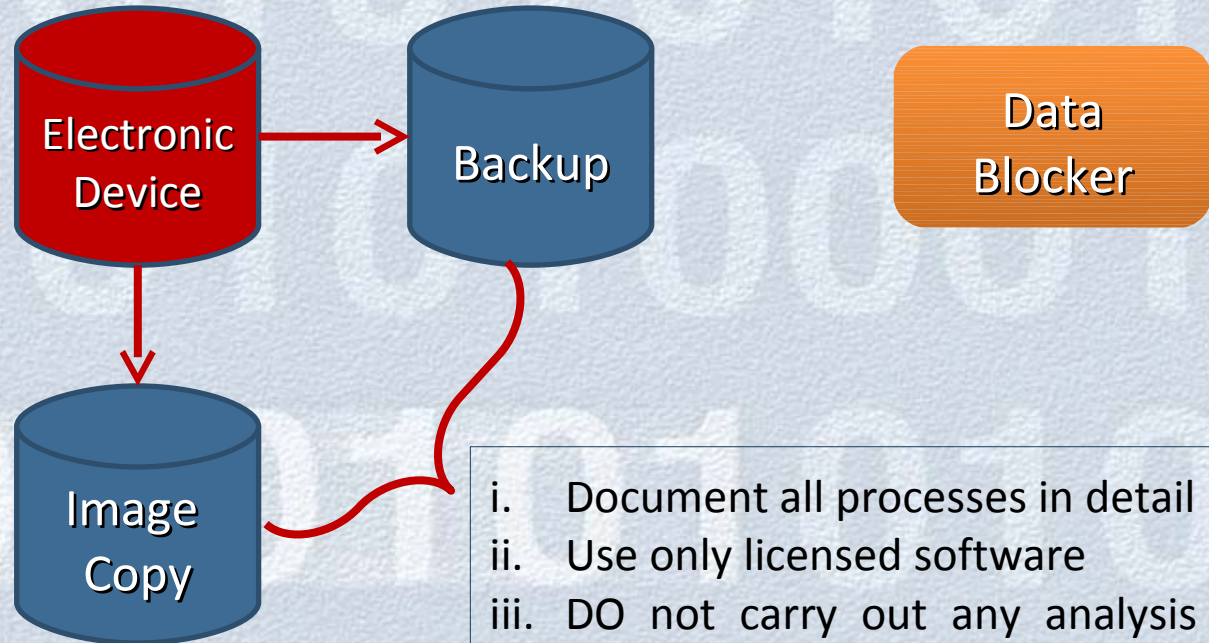 Electronic
Device
Backup
Data
Blocker
Image
Copy
i. Document all processes in detail
ii. Use only licensed software
iii. DO not carry out any analysis